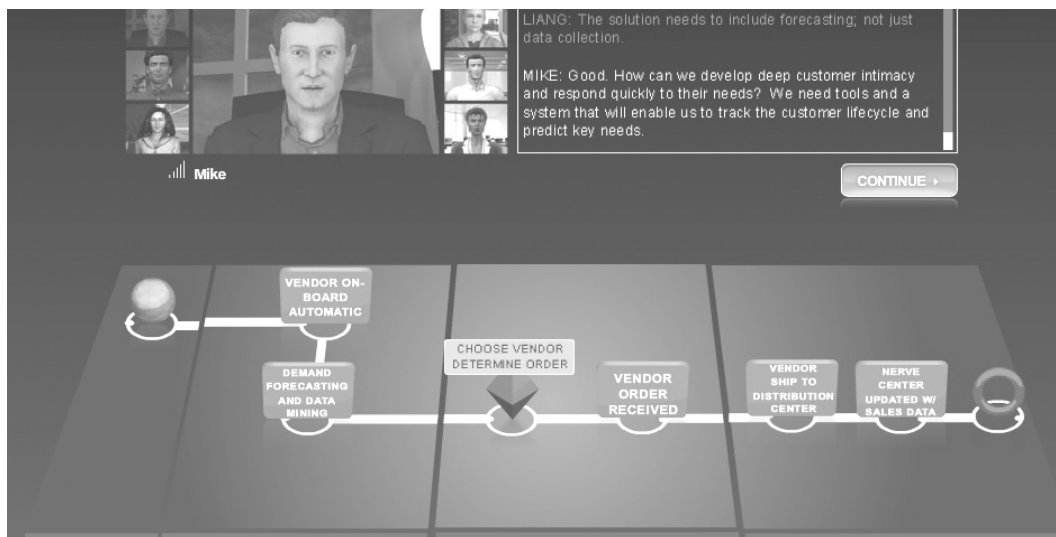 LIANG: The solution needs to include forecasting; not just
data collection.
MIKE: Good. How can we develop deep customer intimacy
and respond quickly to their needs? We need tools and a
system that will enable us to track the customer lifecycle and
predict key needs.
Mike
CONTINUE
VENDOR ON-
BOARD
AUTOMATIC
DEMAND
FORECASTING
AND DATA
MINING
CHOOSE VENDOR
DETERMINE ORDER
VENDOR
ORDER
RECEIVED
VENDOR
SHIP TO
DISTRIBUTION
CENTER
NERVE
CENTER
UPDATED W/
SALES DATA